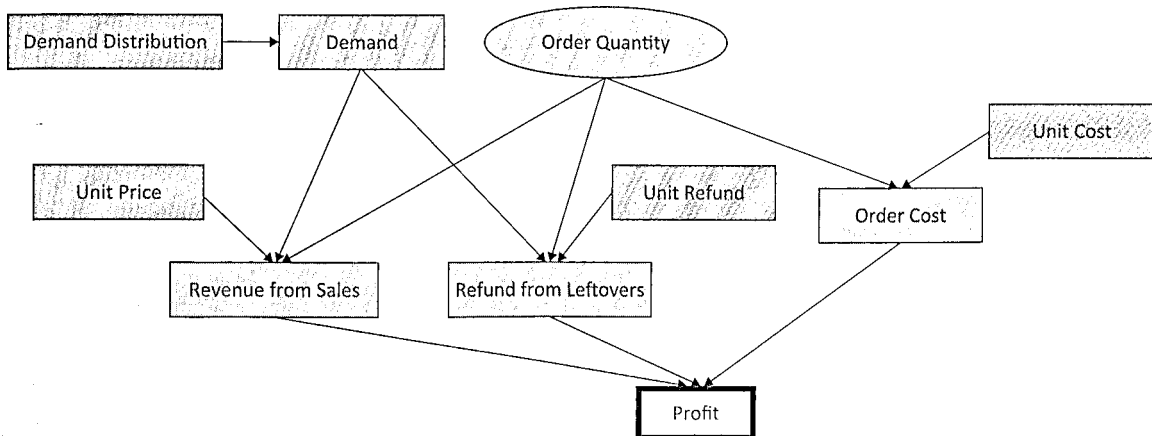 Demand Distribution
Demand
Order Quantity
Unit Cost
Unit Price
Unit Refund
Order Cost
Revenue from Sales
Refund from Leftovers
Profit